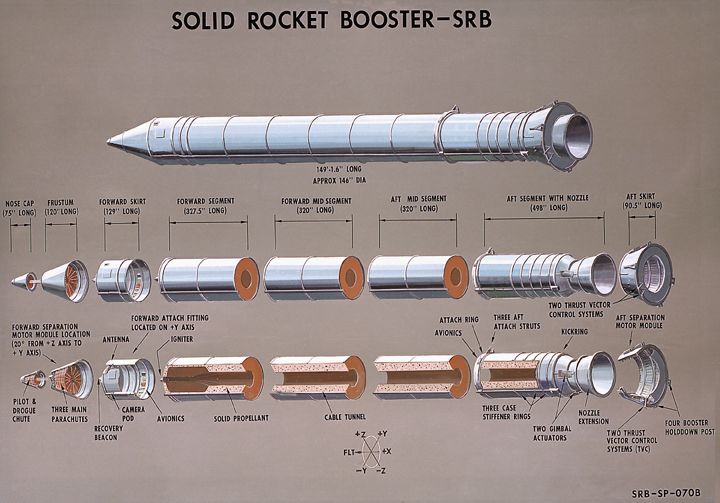 SOLID ROCKET BOOSTER—SRB
149'-1.6" LONG
APPROX 146" DIA
NOSE CAP
(75" LONG)
FRUSTUM
(120" LONG)
FORWARD SKIRT
(129" LONG)
FORWARD SEGMENT
(327.5" LONG)
FORWARD MID SEGMENT
(320" LONG)
AFT MID SEGMENT
(320" LONG)
AFT SEGMENT WITH NOZZLE
(498" LONG)
AFT SKIRT
(90.5" LONG)
TWO THRUST VECTOR
CONTROL SYSTEMS
AFT SEPARATION
MOTOR MODULE
FORWARD SEPARATION
MOTOR MODULE LOCATION
(20° FROM +Z AXIS TO
+Y AXIS)
FORWARD ATTACH FITTING
LOCATED ON +Y AXIS
ANTENNA
IGNITER
ATTACH RING
AVIONICS
THREE AFT
ATTACH STRUTS
KICKRING
PILOT &
DROGUE
CHUTE
THREE MAIN
PARACHUTES
RECOVERY
BEACON
CAMERA
POD
AVIONICS
SOLID PROPELLANT
CABLE TUNNEL
THREE CASE
STIFFENER RINGS
TWO GIMBAL
ACTUATORS
NOZZLE
EXTENSION
TWO THRUST
VECTOR CONTROL
SYSTEMS (TVC)
FOUR BOOSTER
HOLDDOWN POST
+Z +Y
FLT +X
-Y -Z
SRB-SP-070B